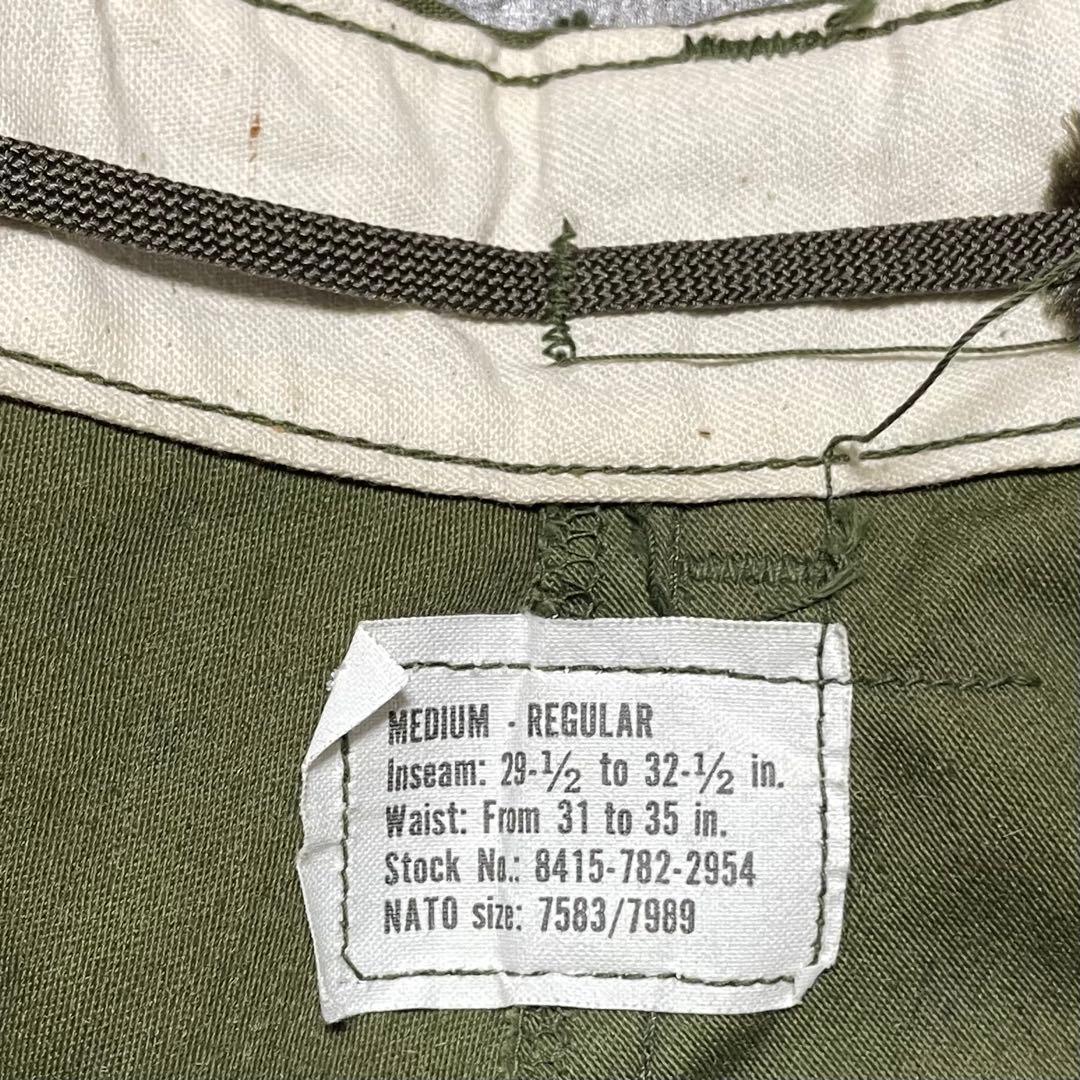 MEDIUM - REGULAR
Inseam: 29-1/2 to 32-1/2 in.
Waist: From 31 to 35 in.
Stock No.: 8415-782-2954
NATO size: 7583/7989